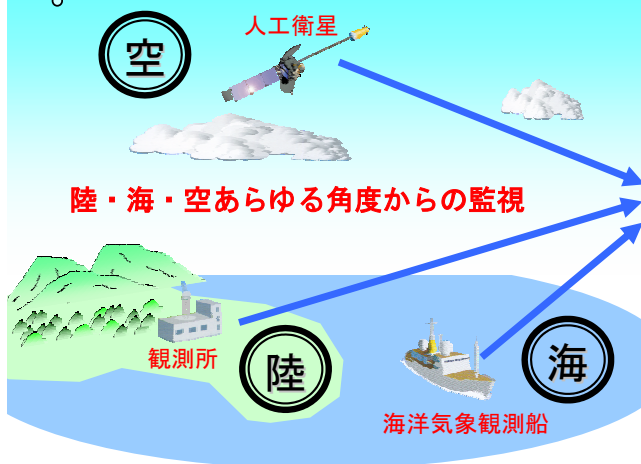 。
人工衛星
空
陸・海・空あらゆる角度からの監視
観測所
陸
海
海洋気象観測船